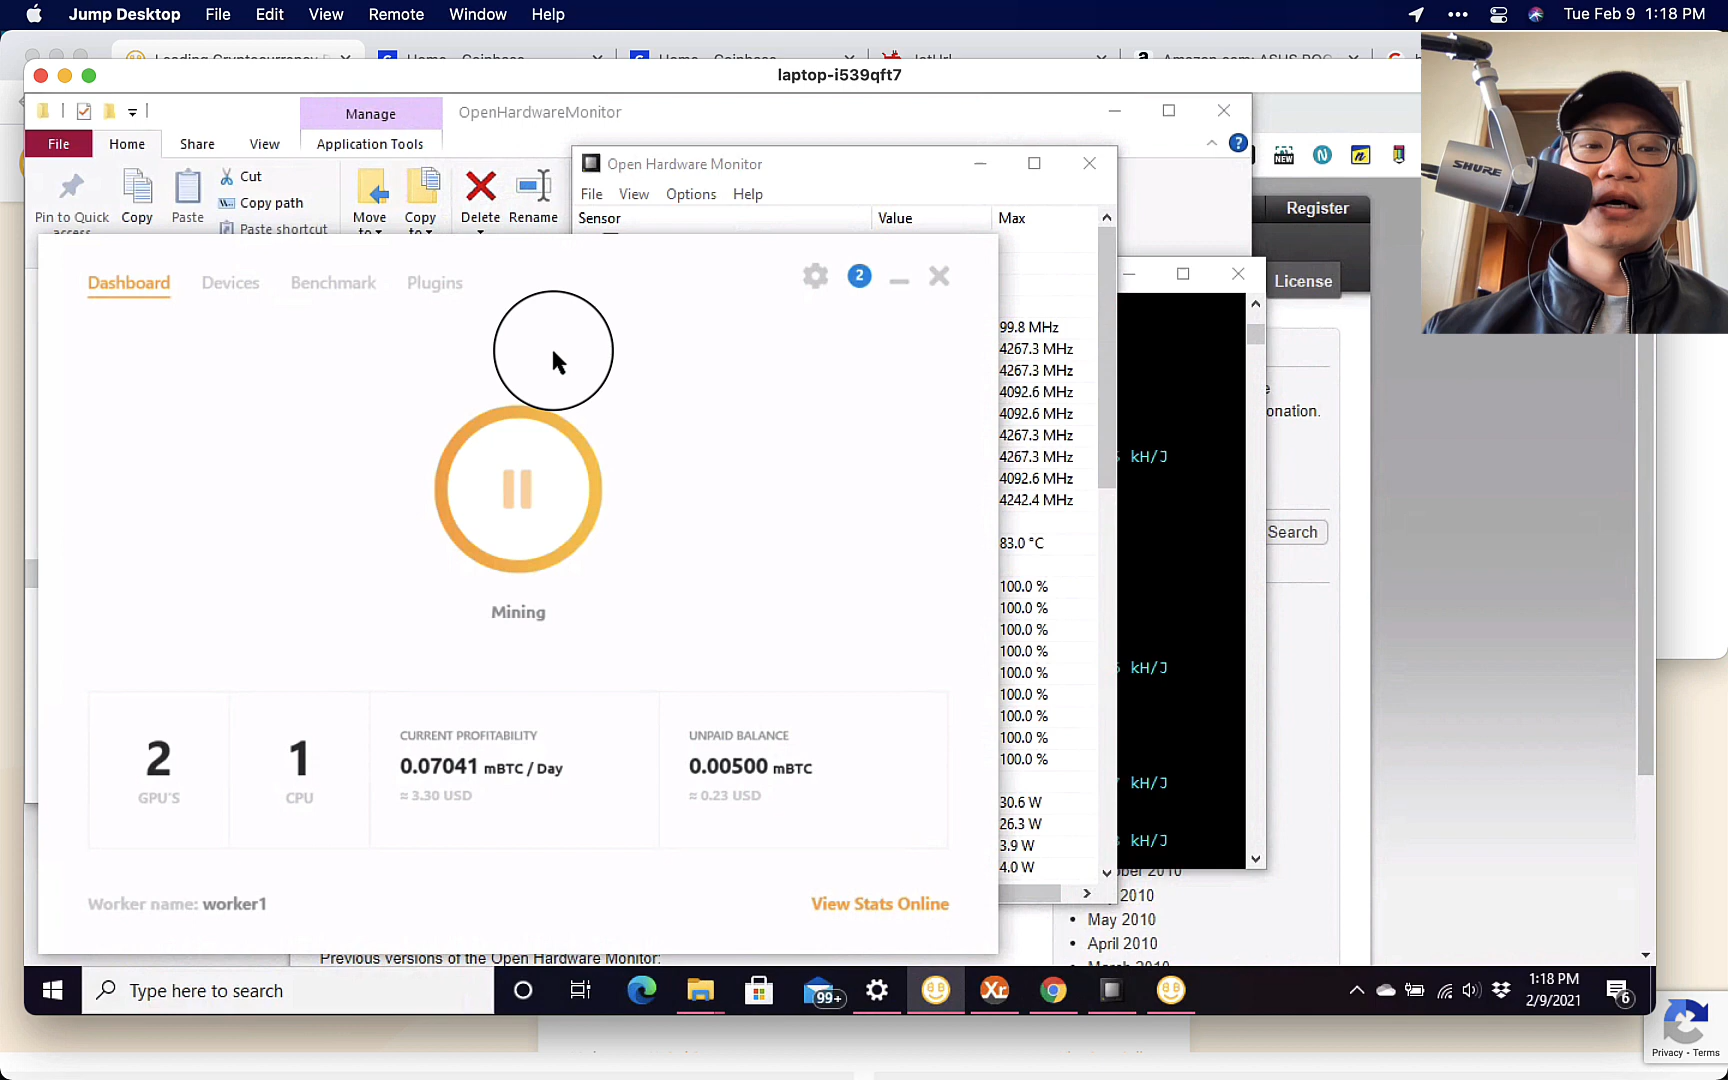 Jump Desktop File Edit View Remote Window Help
Tue Feb 9 1:18 PM
laptop-i539qft7
Manage
OpenHardwareMonitor
File Home Share View Application Tools
Cut
Copy path
Paste shortcut
Pin to Quick access
Copy
Paste
Move to
Copy to
Delete
Rename
Open Hardware Monitor
File View Options Help
Sensor Value Max
Dashboard Devices Benchmark Plugins
2
Mining
2
GPU'S
1
CPU
CURRENT PROFITABILITY
0.07041 mBTC / Day
≈ 3.30 USD
UNPAID BALANCE
0.00500 mBTC
≈ 0.23 USD
Worker name: worker1
View Stats Online
99.8 MHz
4267.3 MHz
4267.3 MHz
4092.6 MHz
4092.6 MHz
4267.3 MHz
4267.3 MHz
4092.6 MHz
4242.4 MHz
83.0 °C
100.0 %
100.0 %
100.0 %
100.0 %
100.0 %
100.0 %
100.0 %
100.0 %
100.0 %
30.6 W
26.3 W
3.9 W
4.0 W
kH/J
kH/J
kH/J
kH/J
NEW
Register
License
onation.
Search
2010
2010
May 2010
April 2010
Previous versions of the Open Hardware Monitor:
SHURE
Type here to search
99+
Xr
1:18 PM
2/9/2021
6
Privacy - Terms